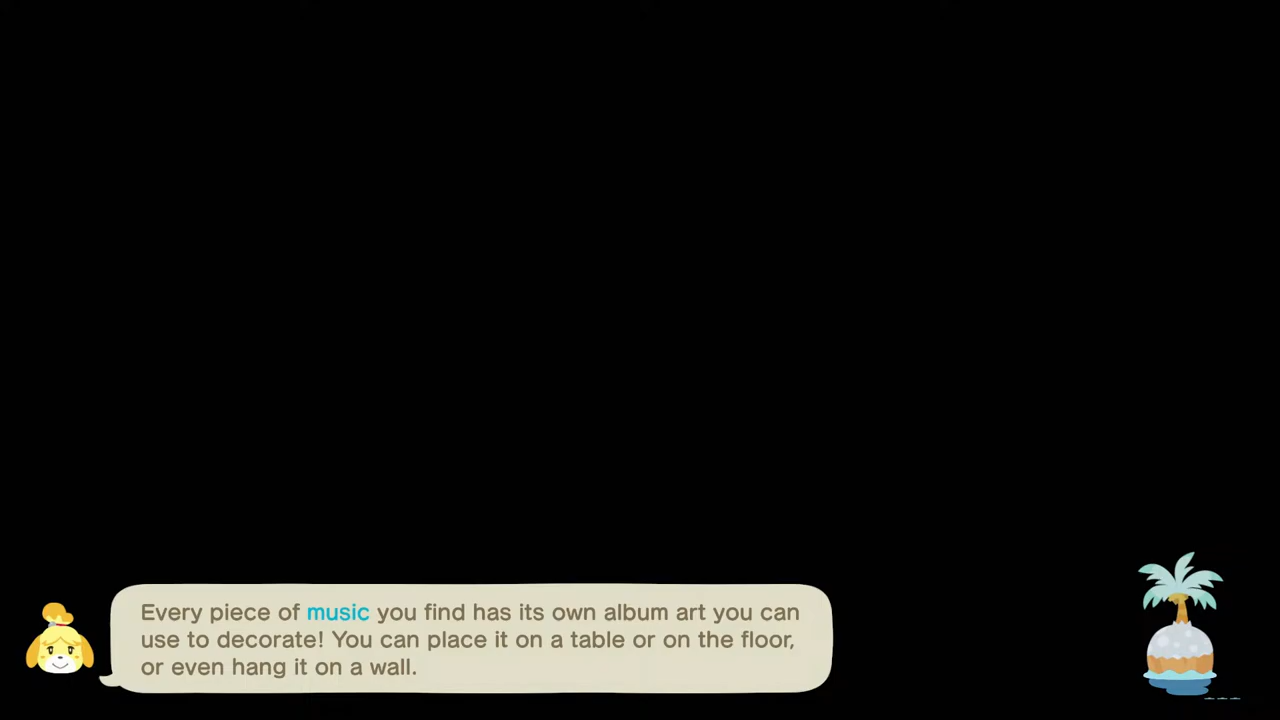 Every piece of music you find has its own album art you can
use to decorate! You can place it on a table or on the floor,
or even hang it on a wall.